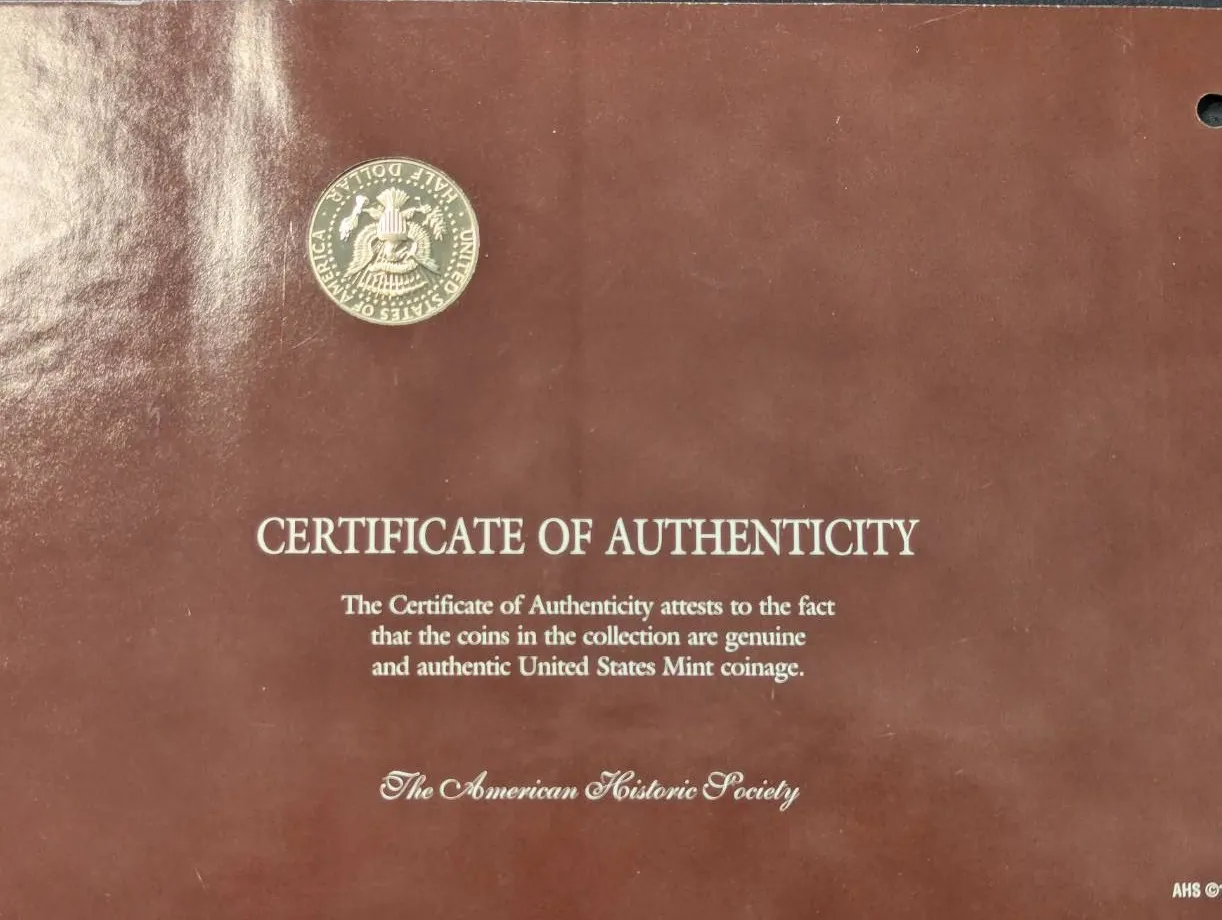 UNITED STATES OF AMERICA
HALF DOLLAR
CERTIFICATE OF AUTHENTICITY
The Certificate of Authenticity attests to the fact
that the coins in the collection are genuine
and authentic United States Mint coinage.
The American Historic Society
AHS ©